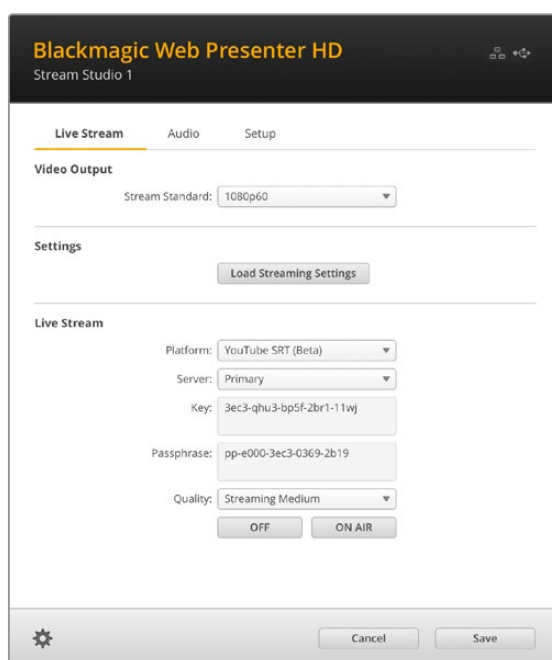 Blackmagic Web Presenter HD
Stream Studio 1
Live Stream Audio Setup
Video Output
Stream Standard: 1080p60
Settings
Load Streaming Settings
Live Stream
Platform: YouTube SRT (Beta)
Server: Primary
Key: 3ec3-qhu3-bp5f-2br1-11wj
Passphrase: pp-e000-3ec3-0369-2b19
Quality: Streaming Medium
OFF ON AIR
Cancel Save